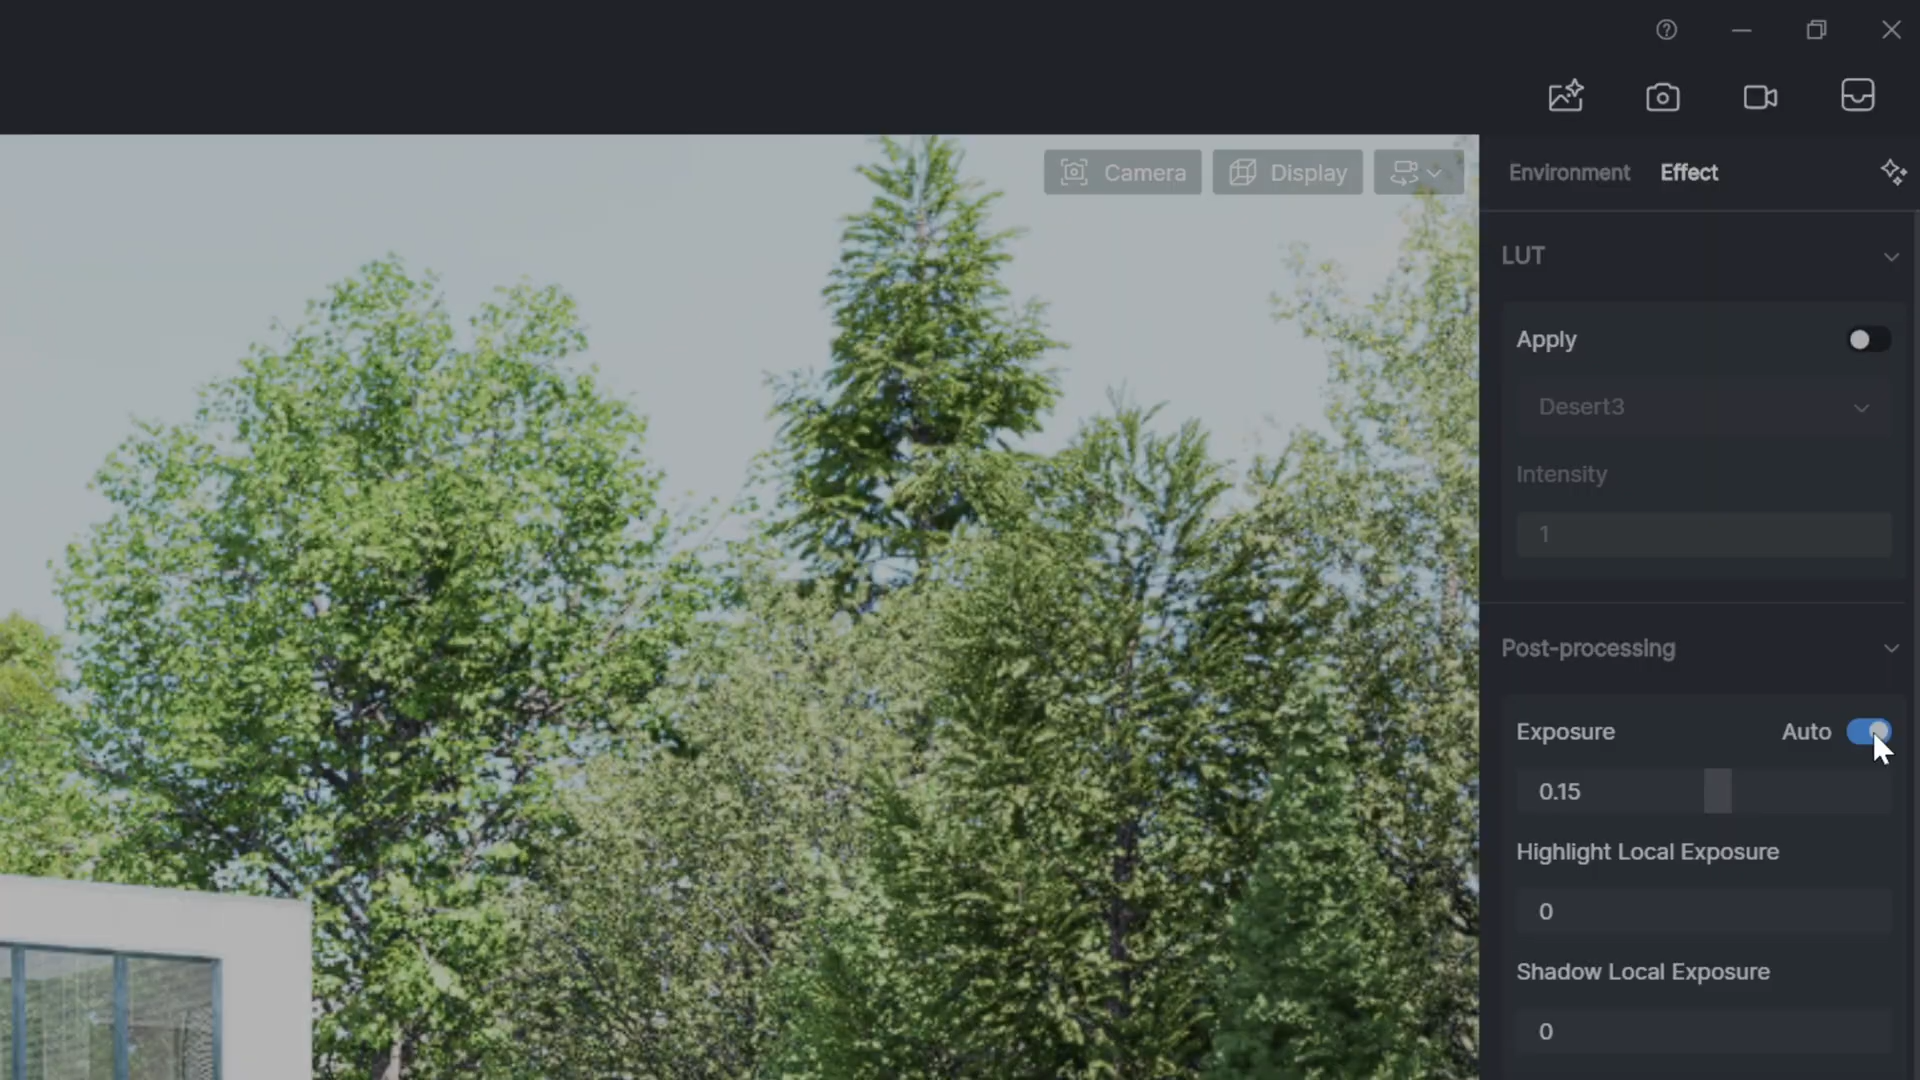 Camera
Display
Environment
Effect
LUT
Apply
Desert3
Intensity
1
Post-processing
Exposure
Auto
0.15
Highlight Local Exposure
0
Shadow Local Exposure
0